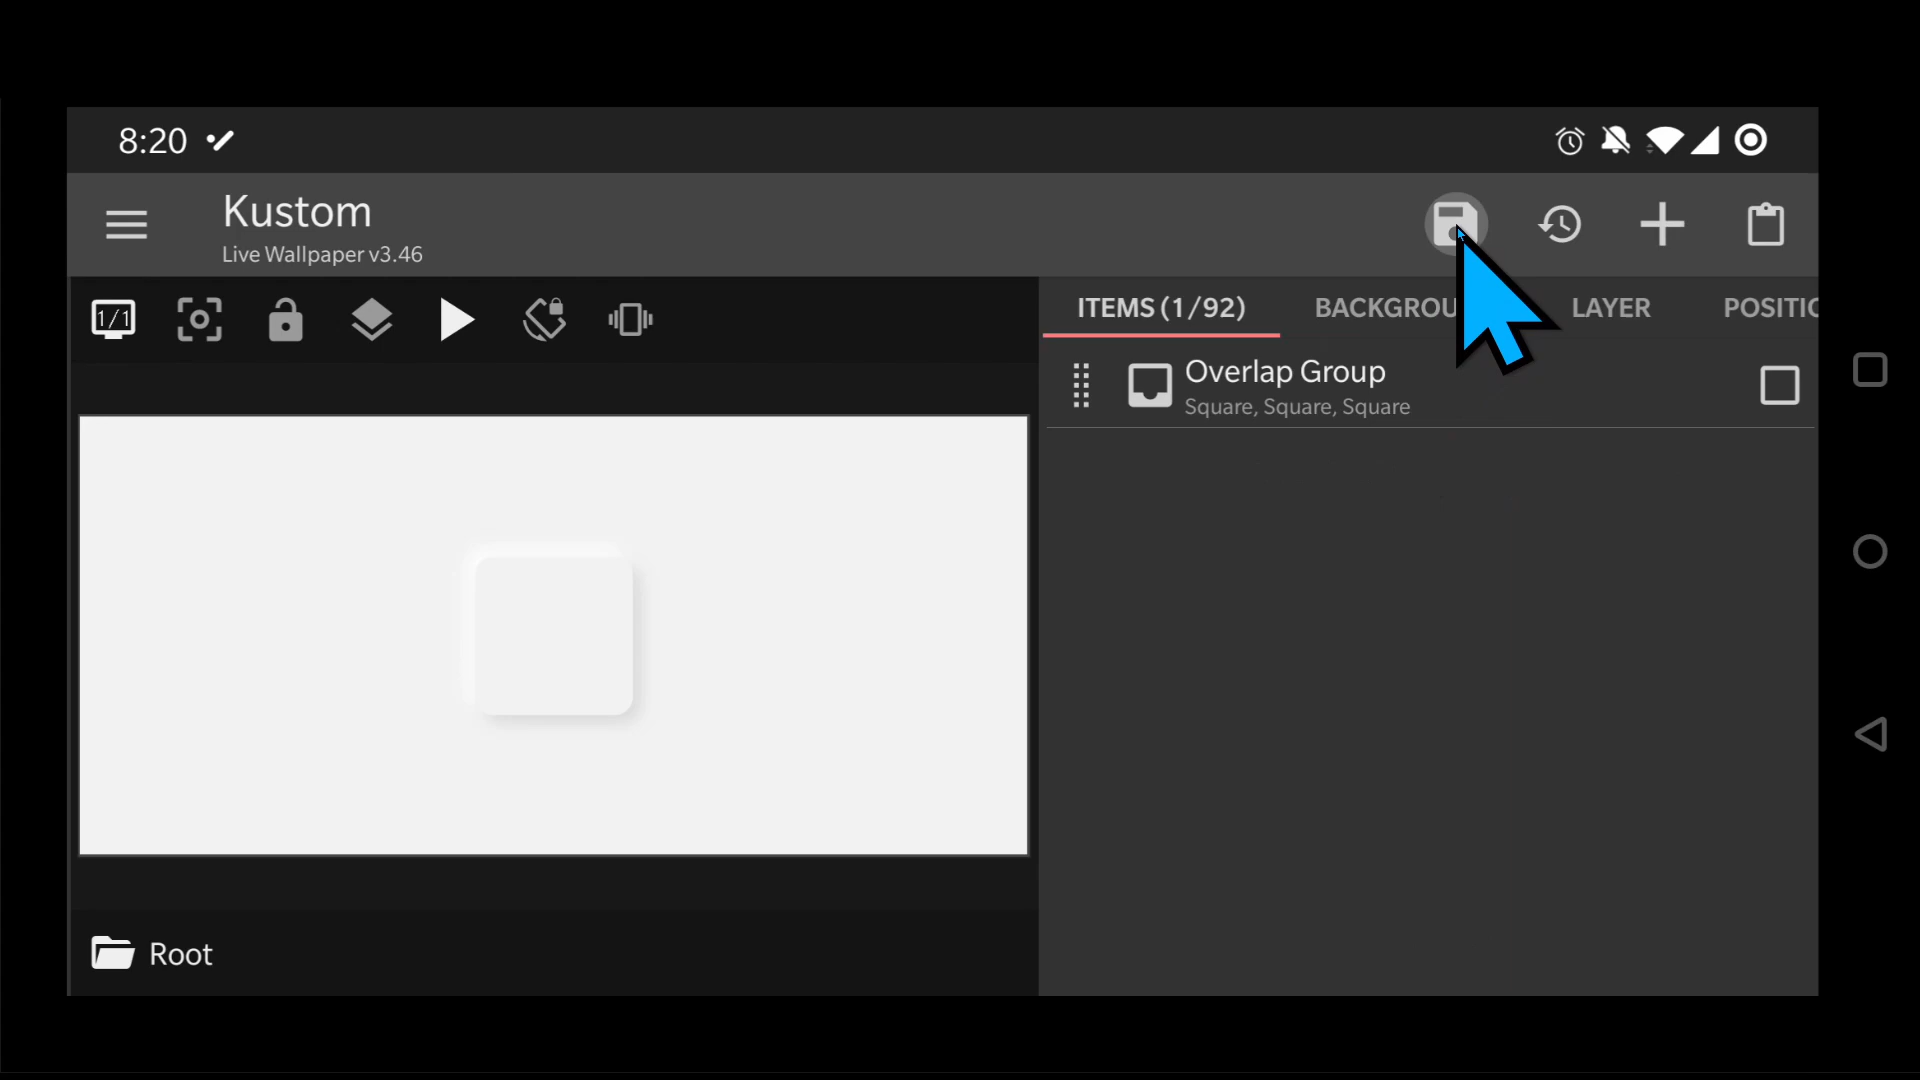 8:20
Kustom
Live Wallpaper v3.46
1/1
ITEMS (1/92)
BACKGROU
LAYER
POSITIC
Overlap Group
Square, Square, Square
Root